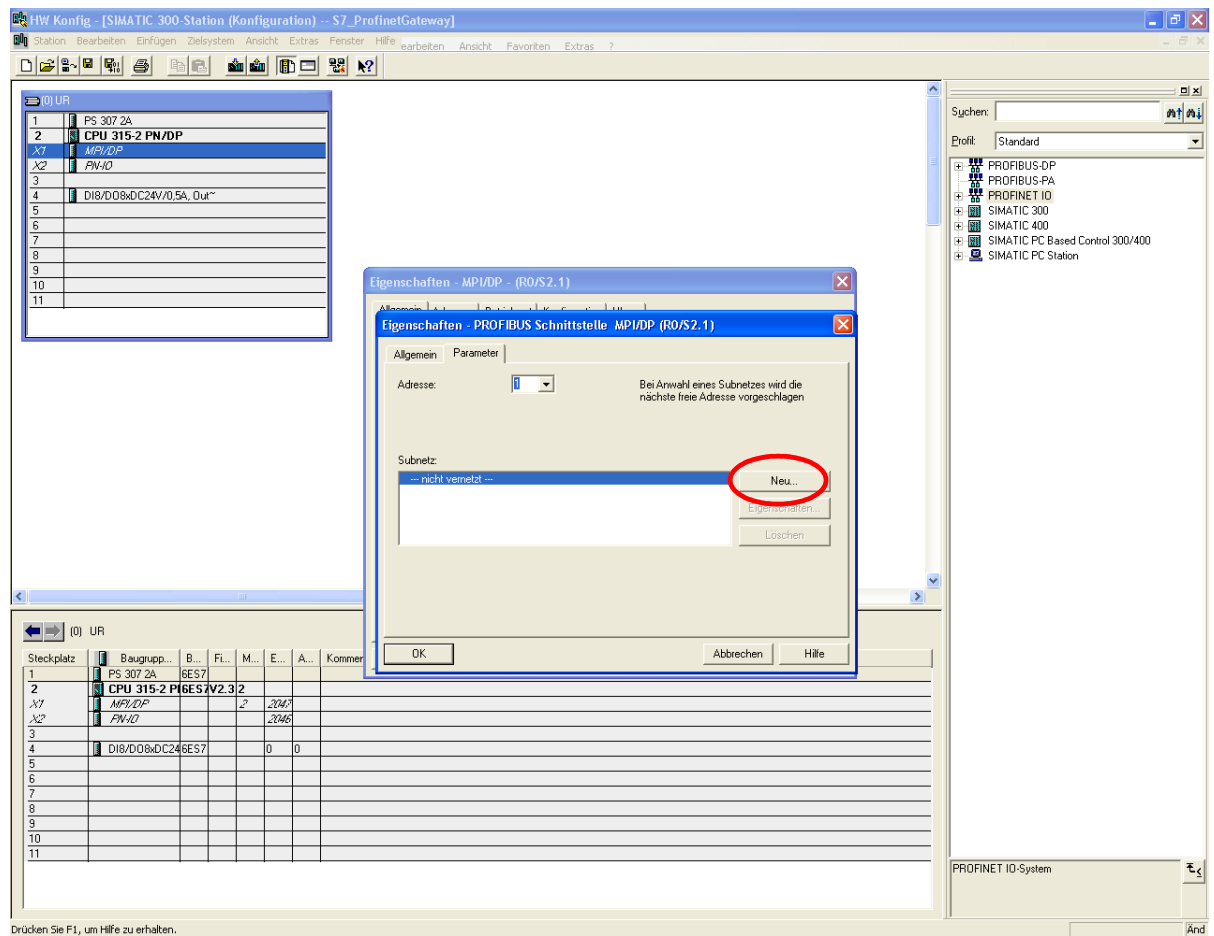 HW Konfig - [SIMATIC 300-Station (Konfiguration) -- S7_ProfinetGateway]
Station Bearbeiten Einfügen Zielsystem Ansicht Extras Fenster Hilfe earbeiten Ansicht Favoriten Extras ?
(0) UR
1 PS 307 2A
2 CPU 315-2 PN/DP
X1 MPI/DP
X2 PN-IO
3
4 DI8/DO8xDC24V/0,5A, Out~
5
6
7
8
9
10
11
Suchen:
Profil: Standard
PROFIBUS-DP
PROFIBUS-PA
PROFINET IO
SIMATIC 300
SIMATIC 400
SIMATIC PC Based Control 300/400
SIMATIC PC Station
Eigenschaften - MPI/DP - (R0/S2.1)
Eigenschaften - PROFIBUS Schnittstelle MPI/DP (R0/S2.1)
Allgemein Parameter
Adresse: 1
Bei Anwahl eines Subnetzes wird die
nächste freie Adresse vorgeschlagen
Subnetz:
--- nicht vernetzt ---
Neu...
Eigenschaften...
Löschen
OK Abbrechen Hilfe
(0) UR
Steckplatz Baugrupp... B... Fi... M... E... A... Kommer
1 PS 307 2A 6ES7
2 CPU 315-2 P 6ES7 V2.3 2
X1 MPI/DP 2 2047
X2 PN-IO 2046
3
4 DI8/DO8xDC24 6ES7 0 0
5
6
7
8
9
10
11
PROFINET IO-System
Drücken Sie F1, um Hilfe zu erhalten. Änd